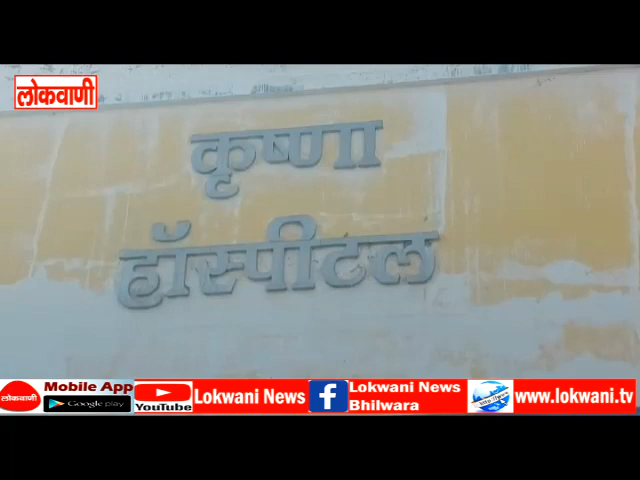 लोकवाणी
कृष्णा
हॉस्पीटल
लोकवाणी
Mobile App
Google play
YouTube
Lokwani News
Lokwani News
Bhilwara
www.lokwani.tv